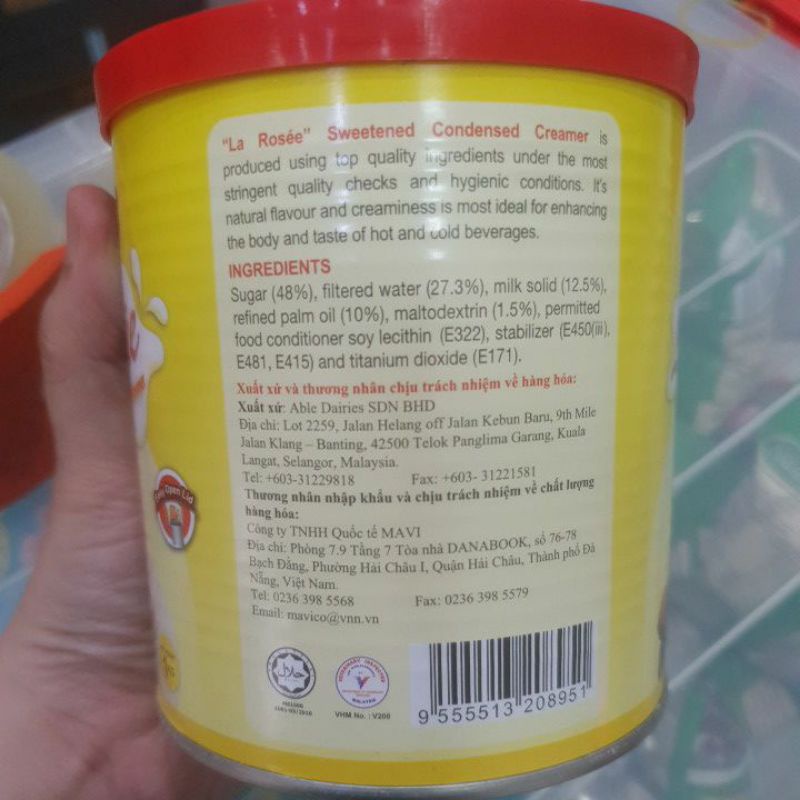 "La Rosée" Sweetened Condensed Creamer is
produced using top quality ingredients under the most
stringent quality checks and hygienic conditions. It's
natural flavour and creaminess is most ideal for enhancing
the body and taste of hot and cold beverages.
INGREDIENTS
Sugar (48%), filtered water (27.3%), milk solid (12.5%),
refined palm oil (10%), maltodextrin (1.5%), permitted
food conditioner soy lecithin (E322), stabilizer (E450(iii),
E481, E415) and titanium dioxide (E171).
Xuất xứ và thương nhân chịu trách nhiệm về hàng hóa:
Xuất xứ: Able Dairies SDN BHD
Địa chỉ: Lot 2259, Jalan Helang off Jalan Kebun Baru, 9th Mile
Jalan Klang – Banting, 42500 Telok Panglima Garang, Kuala
Langat, Selangor, Malaysia.
Tel: +603-31229818 Fax: +603- 31221581
Thương nhân nhập khẩu và chịu trách nhiệm về chất lượng
hàng hóa:
Công ty TNHH Quốc tế MAVI
Địa chỉ: Phòng 7.9 Tầng 7 Tòa nhà DANABOOK, số 76-78
Bạch Đằng, Phường Hải Châu I, Quận Hải Châu, Thành phố Đà
Nẵng, Việt Nam.
Tel: 0236 398 5568 Fax: 0236 398 5579
Email: mavico@vnn.vn
Easy Open Lid
حلال
VETERINARY INSPECTED
MALAYSIA
VHM No. : V200
9 555513 208951